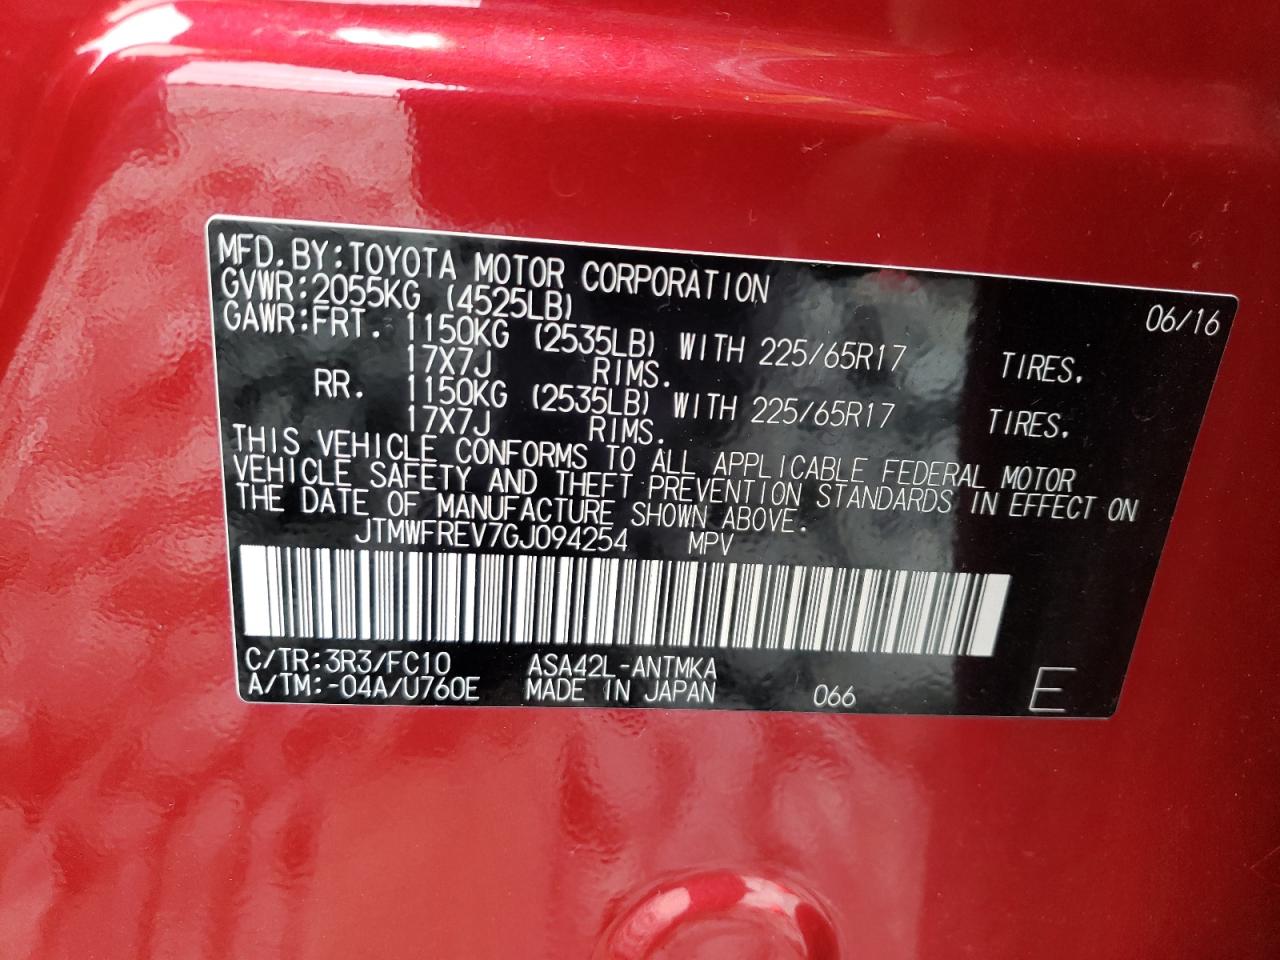 MFD. BY:TOYOTA MOTOR CORPORATION 06/16
GVWR:2055KG (4525LB)
GAWR:FRT. 1150KG (2535LB) WITH 225/65R17 TIRES.
17X7J RIMS.
RR. 1150KG (2535LB) WITH 225/65R17 TIRES.
17X7J RIMS.
THIS VEHICLE CONFORMS TO ALL APPLICABLE FEDERAL MOTOR
VEHICLE SAFETY AND THEFT PREVENTION STANDARDS IN EFFECT ON
THE DATE OF MANUFACTURE SHOWN ABOVE.
JTMWFREV7GJ094254 MPV
C/TR:3R3/FC10 ASA42L-ANTMKA
A/TM:-04A/U760E MADE IN JAPAN 066 E